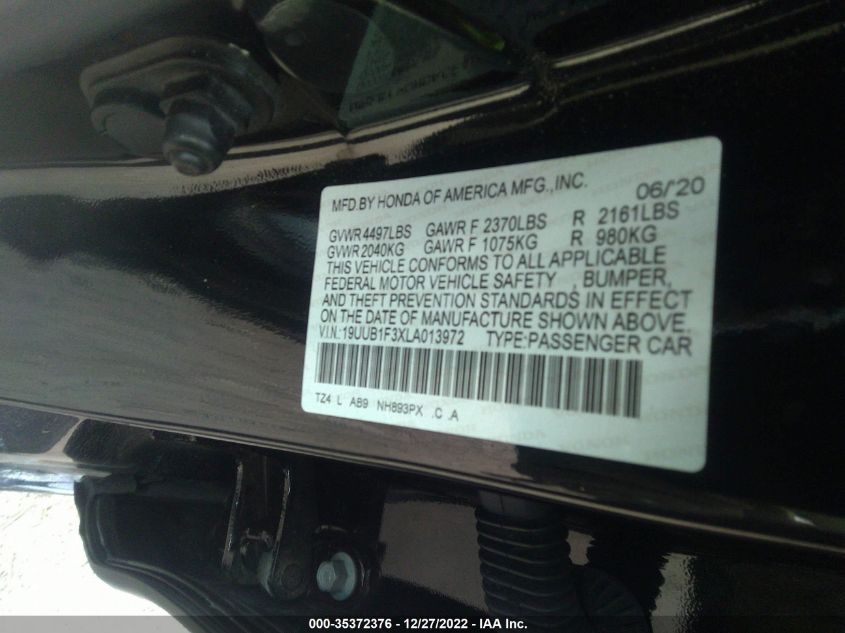 MFD.BY HONDA OF AMERICA MFG.,INC. 06/'20
GVWR 4497LBS GAWR F 2370LBS R 2161LBS
GVWR 2040KG GAWR F 1075KG R 980KG
THIS VEHICLE CONFORMS TO ALL APPLICABLE
FEDERAL MOTOR VEHICLE SAFETY , BUMPER,
AND THEFT PREVENTION STANDARDS IN EFFECT
ON THE DATE OF MANUFACTURE SHOWN ABOVE.
V.I.N.:19UUB1F3XLA013972 TYPE:PASSENGER CAR
TZ4 L AB9 NH893PX .C .A
000-35372376 - 12/27/2022 - IAA Inc.